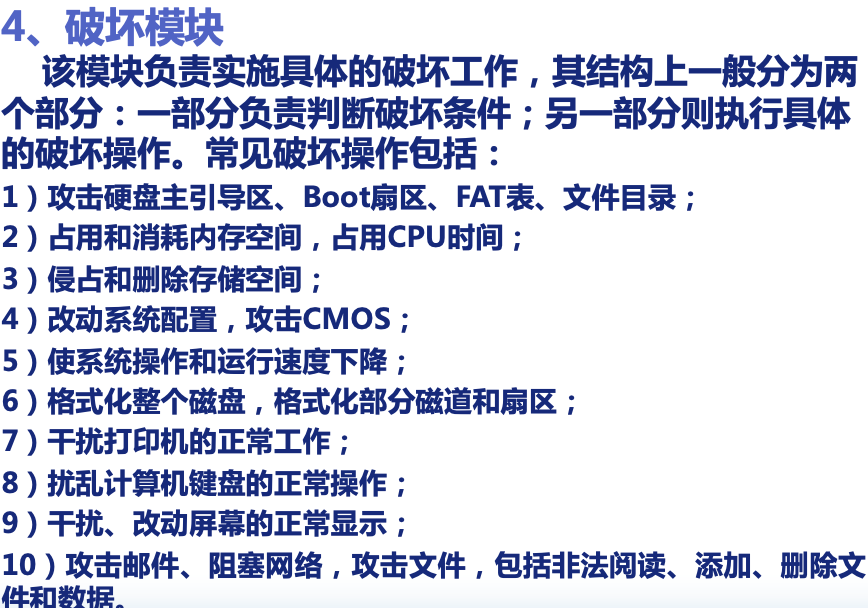 4、破坏模块
该模块负责实施具体的破坏工作，其结构上一般分为两
个部分：一部分负责判断破坏条件；另一部分则执行具体
的破坏操作。常见破坏操作包括：
1）攻击硬盘主引导区、Boot扇区、FAT表、文件目录；
2）占用和消耗内存空间，占用CPU时间；
3）侵占和删除存储空间；
4）改动系统配置，攻击CMOS；
5）使系统操作和运行速度下降；
6）格式化整个磁盘，格式化部分磁道和扇区；
7）干扰打印机的正常工作；
8）扰乱计算机键盘的正常操作；
9）干扰、改动屏幕的正常显示；
10）攻击邮件、阻塞网络，攻击文件，包括非法阅读、添加、删除文
件和数据。